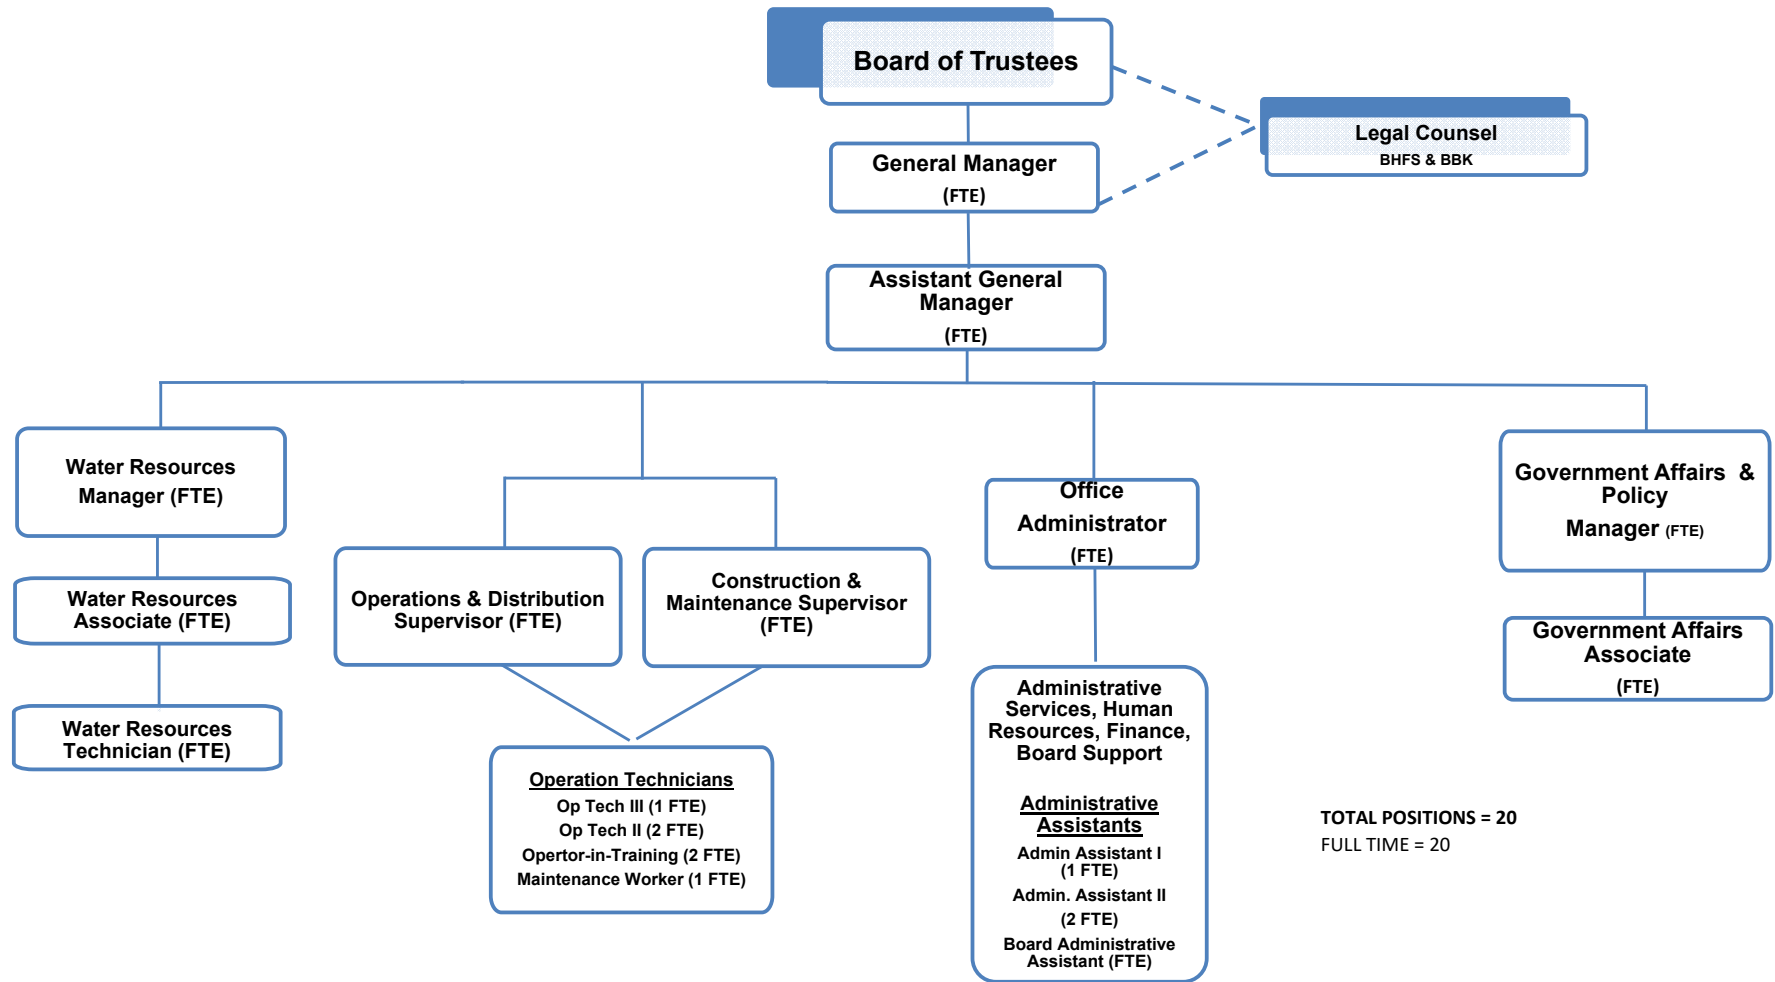 Board of Trustees
Legal Counsel
BHFS & BBK
General Manager
(FTE)
Assistant General
Manager
(FTE)
Water Resources
Manager (FTE)
Water Resources
Associate (FTE)
Water Resources
Technician (FTE)
Operations & Distribution
Supervisor (FTE)
Construction &
Maintenance Supervisor
(FTE)
Operation Technicians
Op Tech III (1 FTE)
Op Tech II (2 FTE)
Opertor-in-Training (2 FTE)
Maintenance Worker (1 FTE)
Office
Administrator
(FTE)
Administrative
Services, Human
Resources, Finance,
Board Support
Administrative
Assistants
Admin Assistant I
(1 FTE)
Admin. Assistant II
(2 FTE)
Board Administrative
Assistant (FTE)
Government Affairs &
Policy
Manager (FTE)
Government Affairs
Associate
(FTE)
TOTAL POSITIONS = 20
FULL TIME = 20